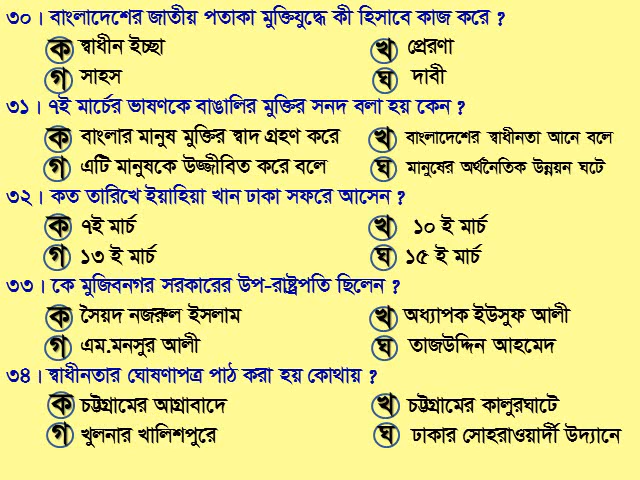 ৩০। বাংলাদেশের জাতীয় পতাকা মুক্তিযুদ্ধে কী হিসাবে কাজ করে ?
ক স্বাধীন ইচ্ছা খ প্রেরণা
গ সাহস ঘ দাবী
৩১। ৭ই মার্চের ভাষণকে বাঙালির মুক্তির সনদ বলা হয় কেন ?
ক বাংলার মানুষ মুক্তির স্বাদ গ্রহণ করে খ বাংলাদেশের স্বাধীনতা আনে বলে
গ এটি মানুষকে উজ্জীবিত করে বলে ঘ মানুষের অর্থনৈতিক উন্নয়ন ঘটে
৩২। কত তারিখে ইয়াহিয়া খান ঢাকা সফরে আসেন ?
ক ৭ই মার্চ খ ১০ ই মার্চ
গ ১৩ ই মার্চ ঘ ১৫ ই মার্চ
৩৩। কে মুজিবনগর সরকারের উপ-রাষ্ট্রপতি ছিলেন ?
ক সৈয়দ নজরুল ইসলাম খ অধ্যাপক ইউসুফ আলী
গ এম.মনসুর আলী ঘ তাজউদ্দিন আহমেদ
৩৪। স্বাধীনতার ঘোষণাপত্র পাঠ করা হয় কোথায় ?
ক চট্টগ্রামের আগ্রাবাদে খ চট্টগ্রামের কালুরঘাটে
গ খুলনার খালিশপুরে ঘ ঢাকার সোহরাওয়ার্দী উদ্যানে